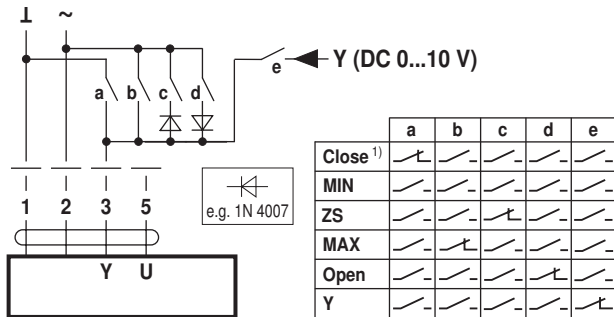 ⊥ ~
e Y (DC 0...10 V)
a b c d
a b c d e
Close 1)
MIN
ZS
MAX
Open
Y
1 2 3 5
e.g. 1N 4007
Y U